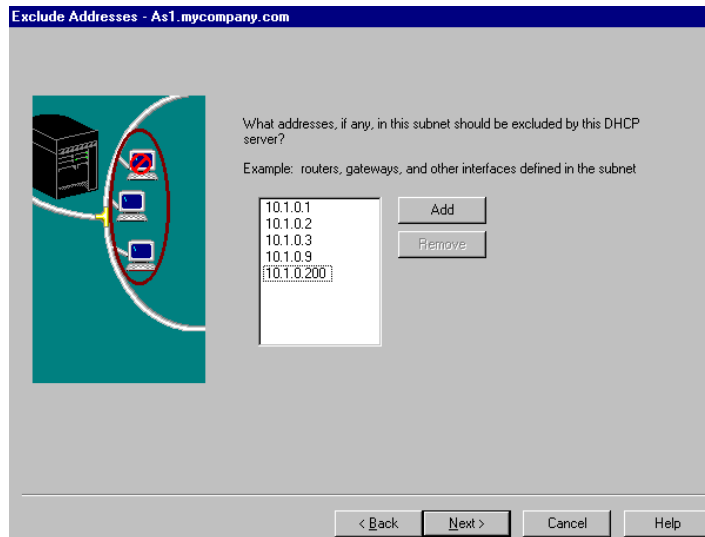 Exclude Addresses - As1.mycompany.com
What addresses, if any, in this subnet should be excluded by this DHCP
server?
Example: routers, gateways, and other interfaces defined in the subnet
10.1.0.1
10.1.0.2
10.1.0.3
10.1.0.9
10.1.0.200
Add
Remove
< Back
Next >
Cancel
Help